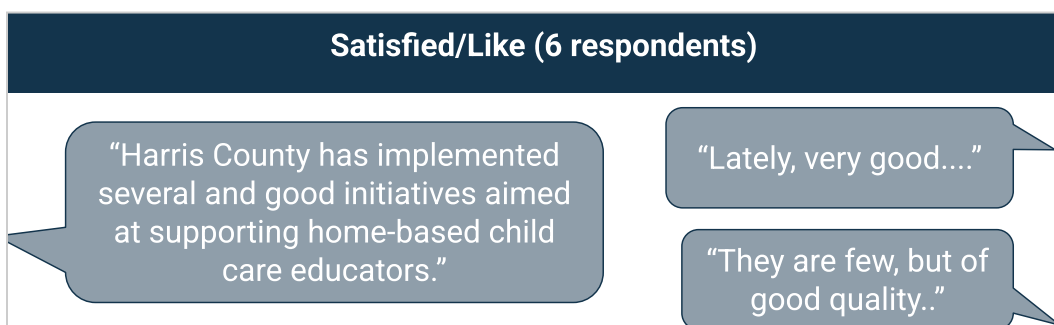 Satisfied/Like (6 respondents)
“Harris County has implemented
several and good initiatives aimed
at supporting home-based child
care educators.”
“Lately, very good....”
“They are few, but of
good quality..”